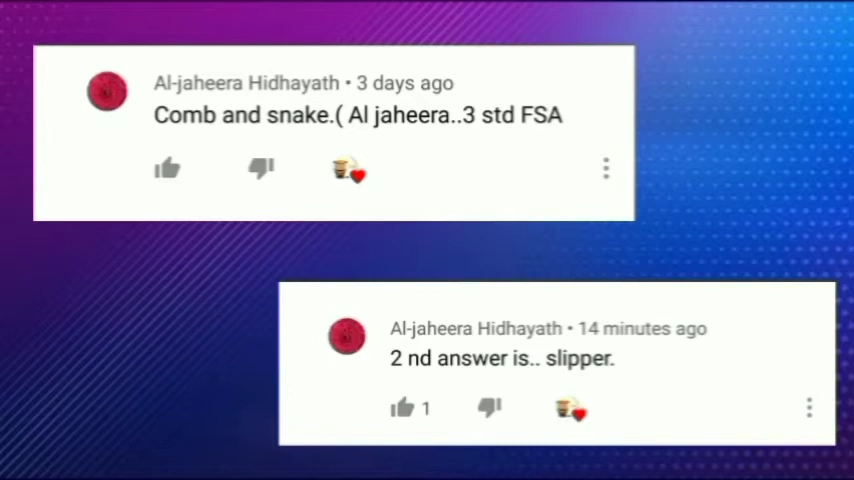 Al-jaheera Hidhayath • 3 days ago
Comb and snake.( Al jaheera..3 std FSA
Al-jaheera Hidhayath • 14 minutes ago
2 nd answer is.. slipper.
1